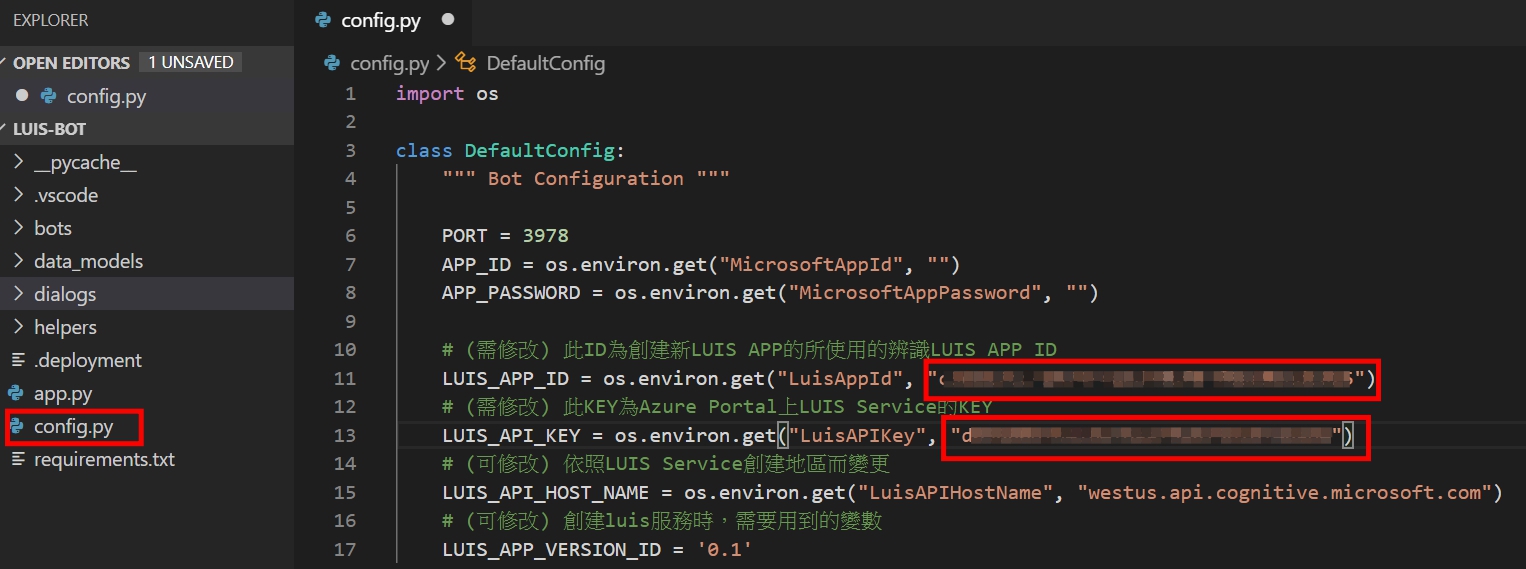 EXPLORER
OPEN EDITORS 1 UNSAVED
config.py
LUIS-BOT
__pycache__
.vscode
bots
data_models
dialogs
helpers
.deployment
app.py
config.py
requirements.txt
config.py
config.py > DefaultConfig
1 import os
2
3 class DefaultConfig:
4 """ Bot Configuration """
5
6 PORT = 3978
7 APP_ID = os.environ.get("MicrosoftAppId", "")
8 APP_PASSWORD = os.environ.get("MicrosoftAppPassword", "")
9
10 # (需修改) 此ID為創建新LUIS APP的所使用的辨識LUIS APP ID
11 LUIS_APP_ID = os.environ.get("LuisAppId", ")
12 # (需修改) 此KEY為Azure Portal上LUIS Service的KEY
13 LUIS_API_KEY = os.environ.get("LuisAPIKey", "d ")
14 # (可修改) 依照LUIS Service創建地區而變更
15 LUIS_API_HOST_NAME = os.environ.get("LuisAPIHostName", "westus.api.cognitive.microsoft.com")
16 # (可修改) 創建luis服務時，需要用到的變數
17 LUIS_APP_VERSION_ID = '0.1'